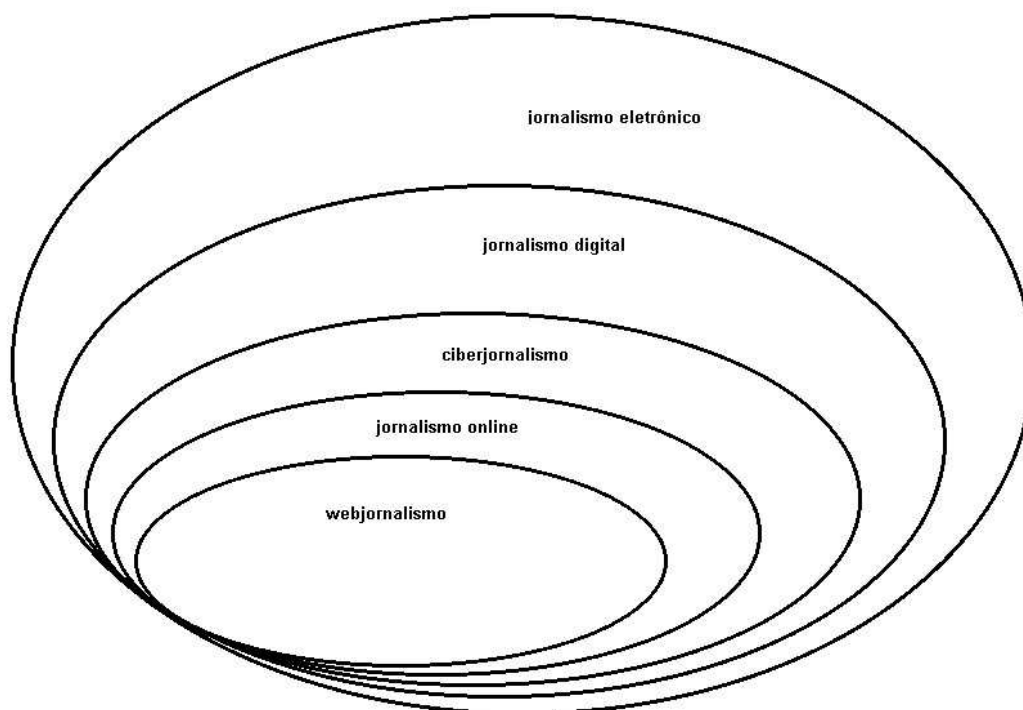 jornalismo eletrônico
jornalismo digital
ciberjornalismo
jornalismo online
webjornalismo